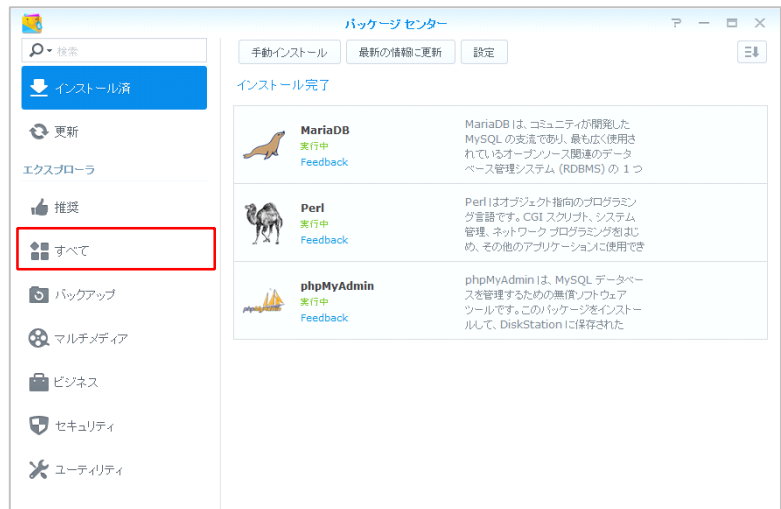 パッケージ センター
検索
手動インストール 最新の情報に更新 設定
インストール済
更新
エクスプローラ
推奨
すべて
バックアップ
マルチメディア
ビジネス
セキュリティ
ユーティリティ
インストール完了
MariaDB
実行中
Feedback
MariaDB は、コミュニティが開発した
MySQL の支流であり、最も広く使用さ
れているオープンソース関連のデータ
ベース管理システム (RDBMS) の 1 つ
Perl
実行中
Feedback
Perl はオブジェクト指向のプログラミン
グ言語です。CGI スクリプト、システム
管理、ネットワーク プログラミングをはじ
め、その他のアプリケーションに使用でき
phpMyAdmin
実行中
Feedback
phpMyAdmin は、MySQL データベー
スを管理するための無償ソフトウェア
ツールです。このパッケージをインストー
ルして、DiskStation に保存された